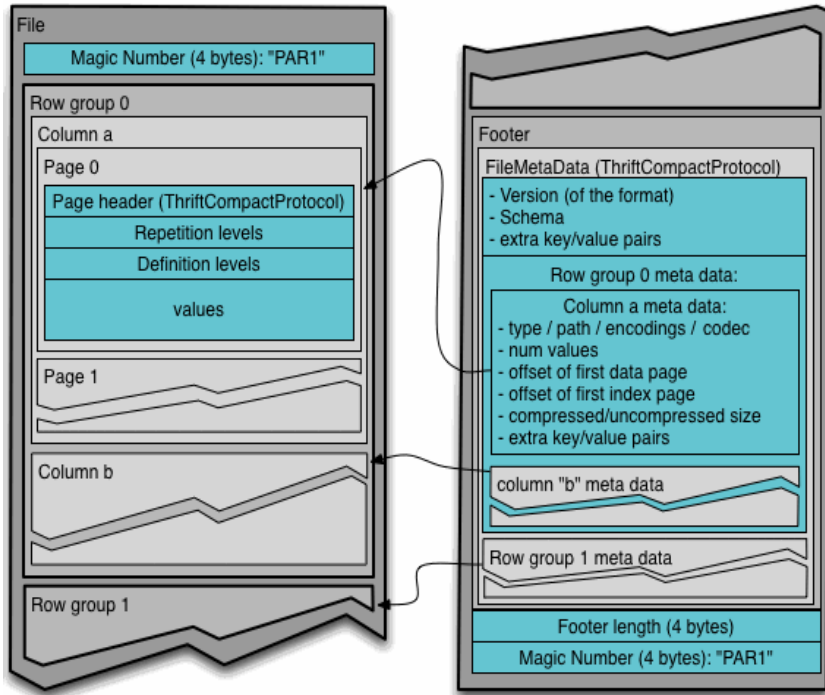 File
Magic Number (4 bytes): "PAR1"
Row group 0
Column a
Page 0
Page header (ThriftCompactProtocol)
Repetition levels
Definition levels
values
Page 1
Column b
Row group 1
Footer
FileMetaData (ThriftCompactProtocol)
- Version (of the format)
- Schema
- extra key/value pairs
Row group 0 meta data:
Column a meta data:
- type / path / encodings / codec
- num values
- offset of first data page
- offset of first index page
- compressed/uncompressed size
- extra key/value pairs
column "b" meta data
Row group 1 meta data
Footer length (4 bytes)
Magic Number (4 bytes): "PAR1"